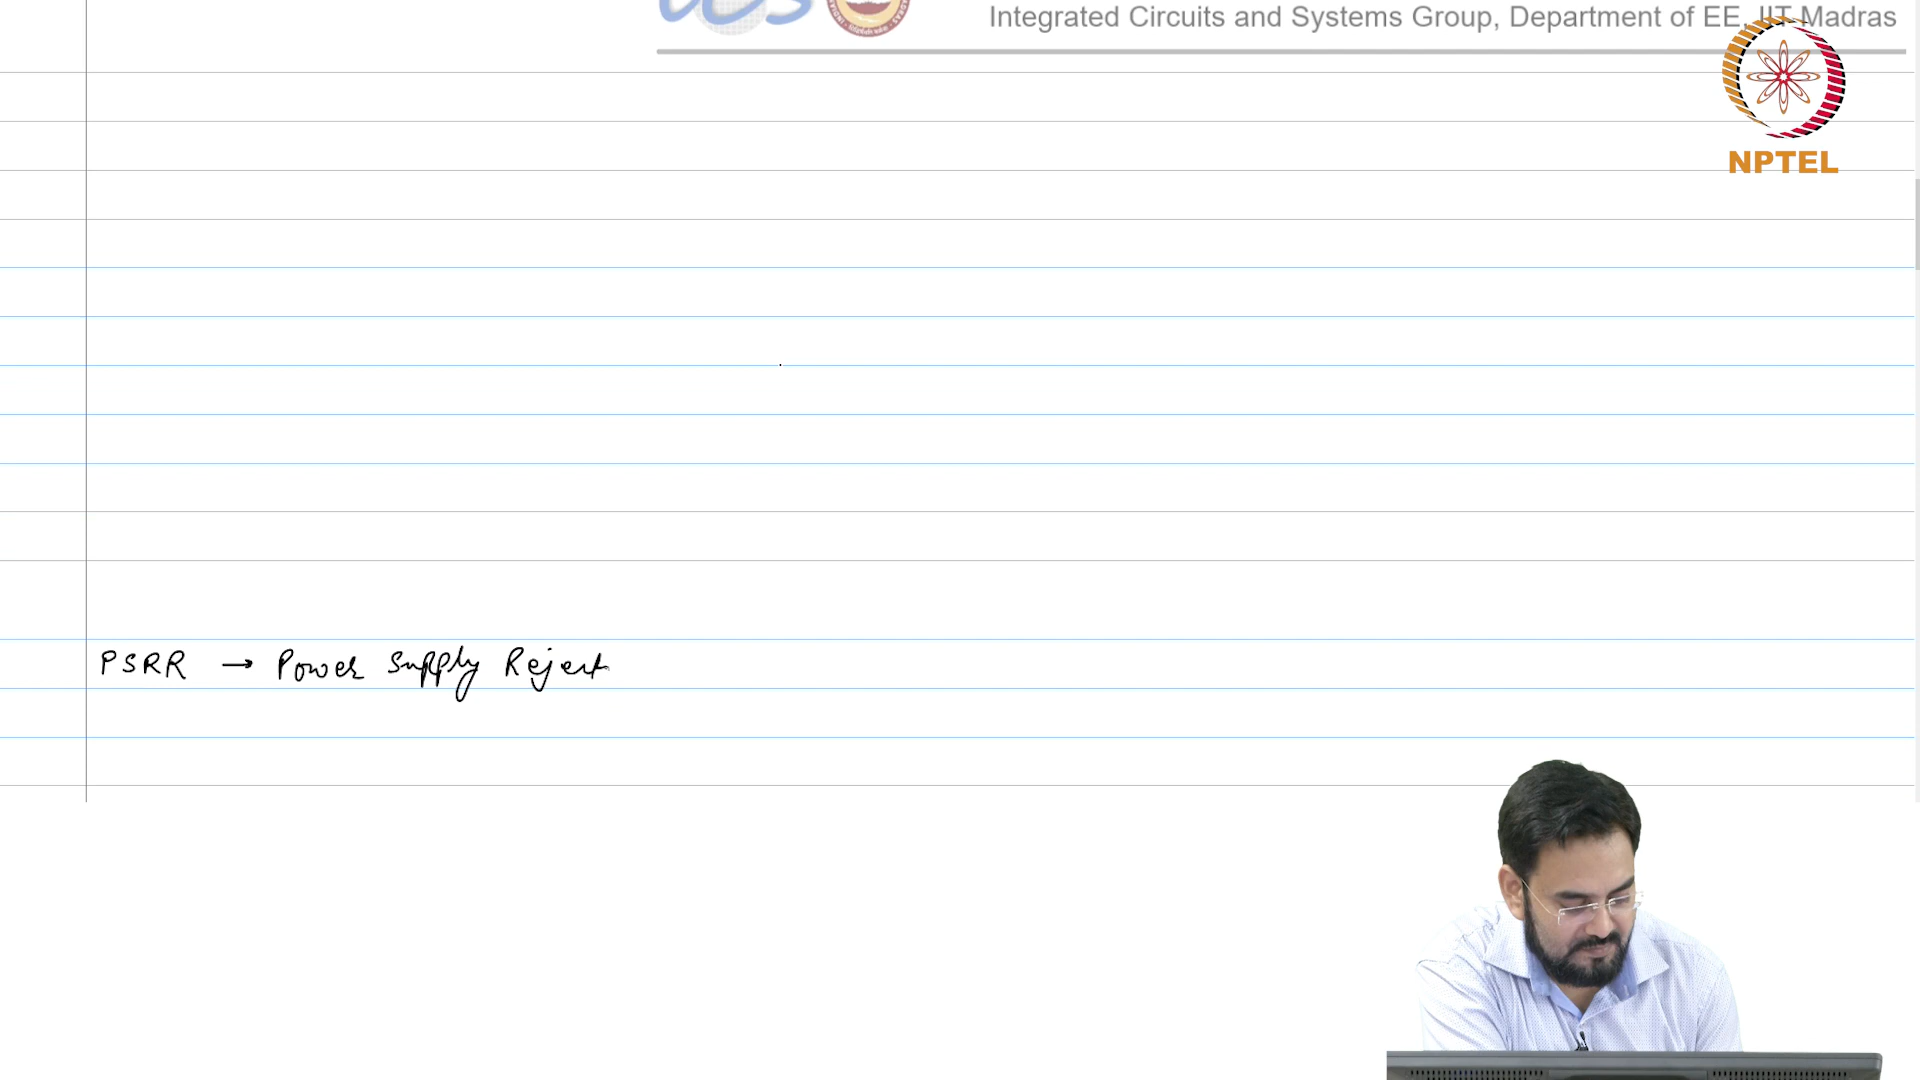 Integrated Circuits and Systems Group, Department of EE, IIT Madras
NPTEL
PSRR → Power Supply Reject